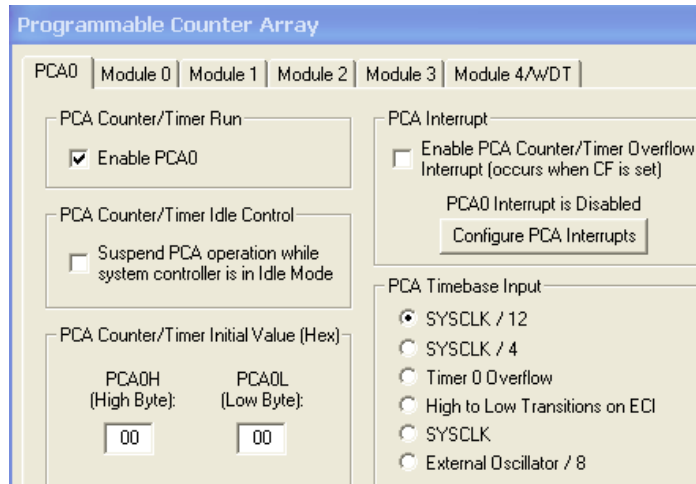 Programmable Counter Array
PCA0
Module 0
Module 1
Module 2
Module 3
Module 4/WDT
PCA Counter/Timer Run
Enable PCA0
PCA Counter/Timer Idle Control
Suspend PCA operation while
system controller is in Idle Mode
PCA Counter/Timer Initial Value (Hex)
PCA0H
(High Byte):
00
PCA0L
(Low Byte):
00
PCA Interrupt
Enable PCA Counter/Timer Overflow
Interrupt (occurs when CF is set)
PCA0 Interrupt is Disabled
Configure PCA Interrupts
PCA Timebase Input
SYSCLK / 12
SYSCLK / 4
Timer 0 Overflow
High to Low Transitions on ECI
SYSCLK
External Oscillator / 8